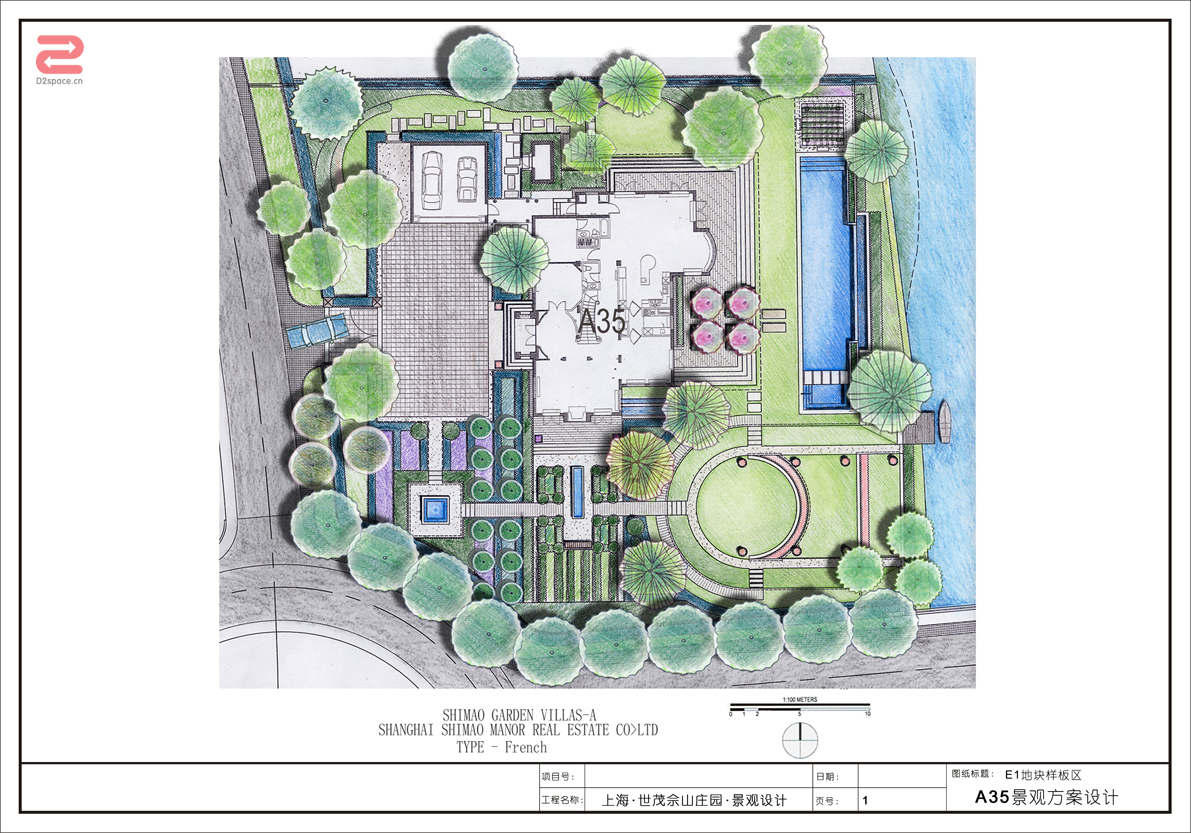 D2space.cn
A35
SHIMAO GARDEN VILLAS-A
SHANGHAI SHIMAO MANOR REAL ESTATE CO>LTD
TYPE - French
1:100 METERS
0 1 2 5 10
项目号:
日期:
图纸标题: E1地块样板区
工程名称: 上海·世茂佘山庄园·景观设计
页号: 1
A35景观方案设计